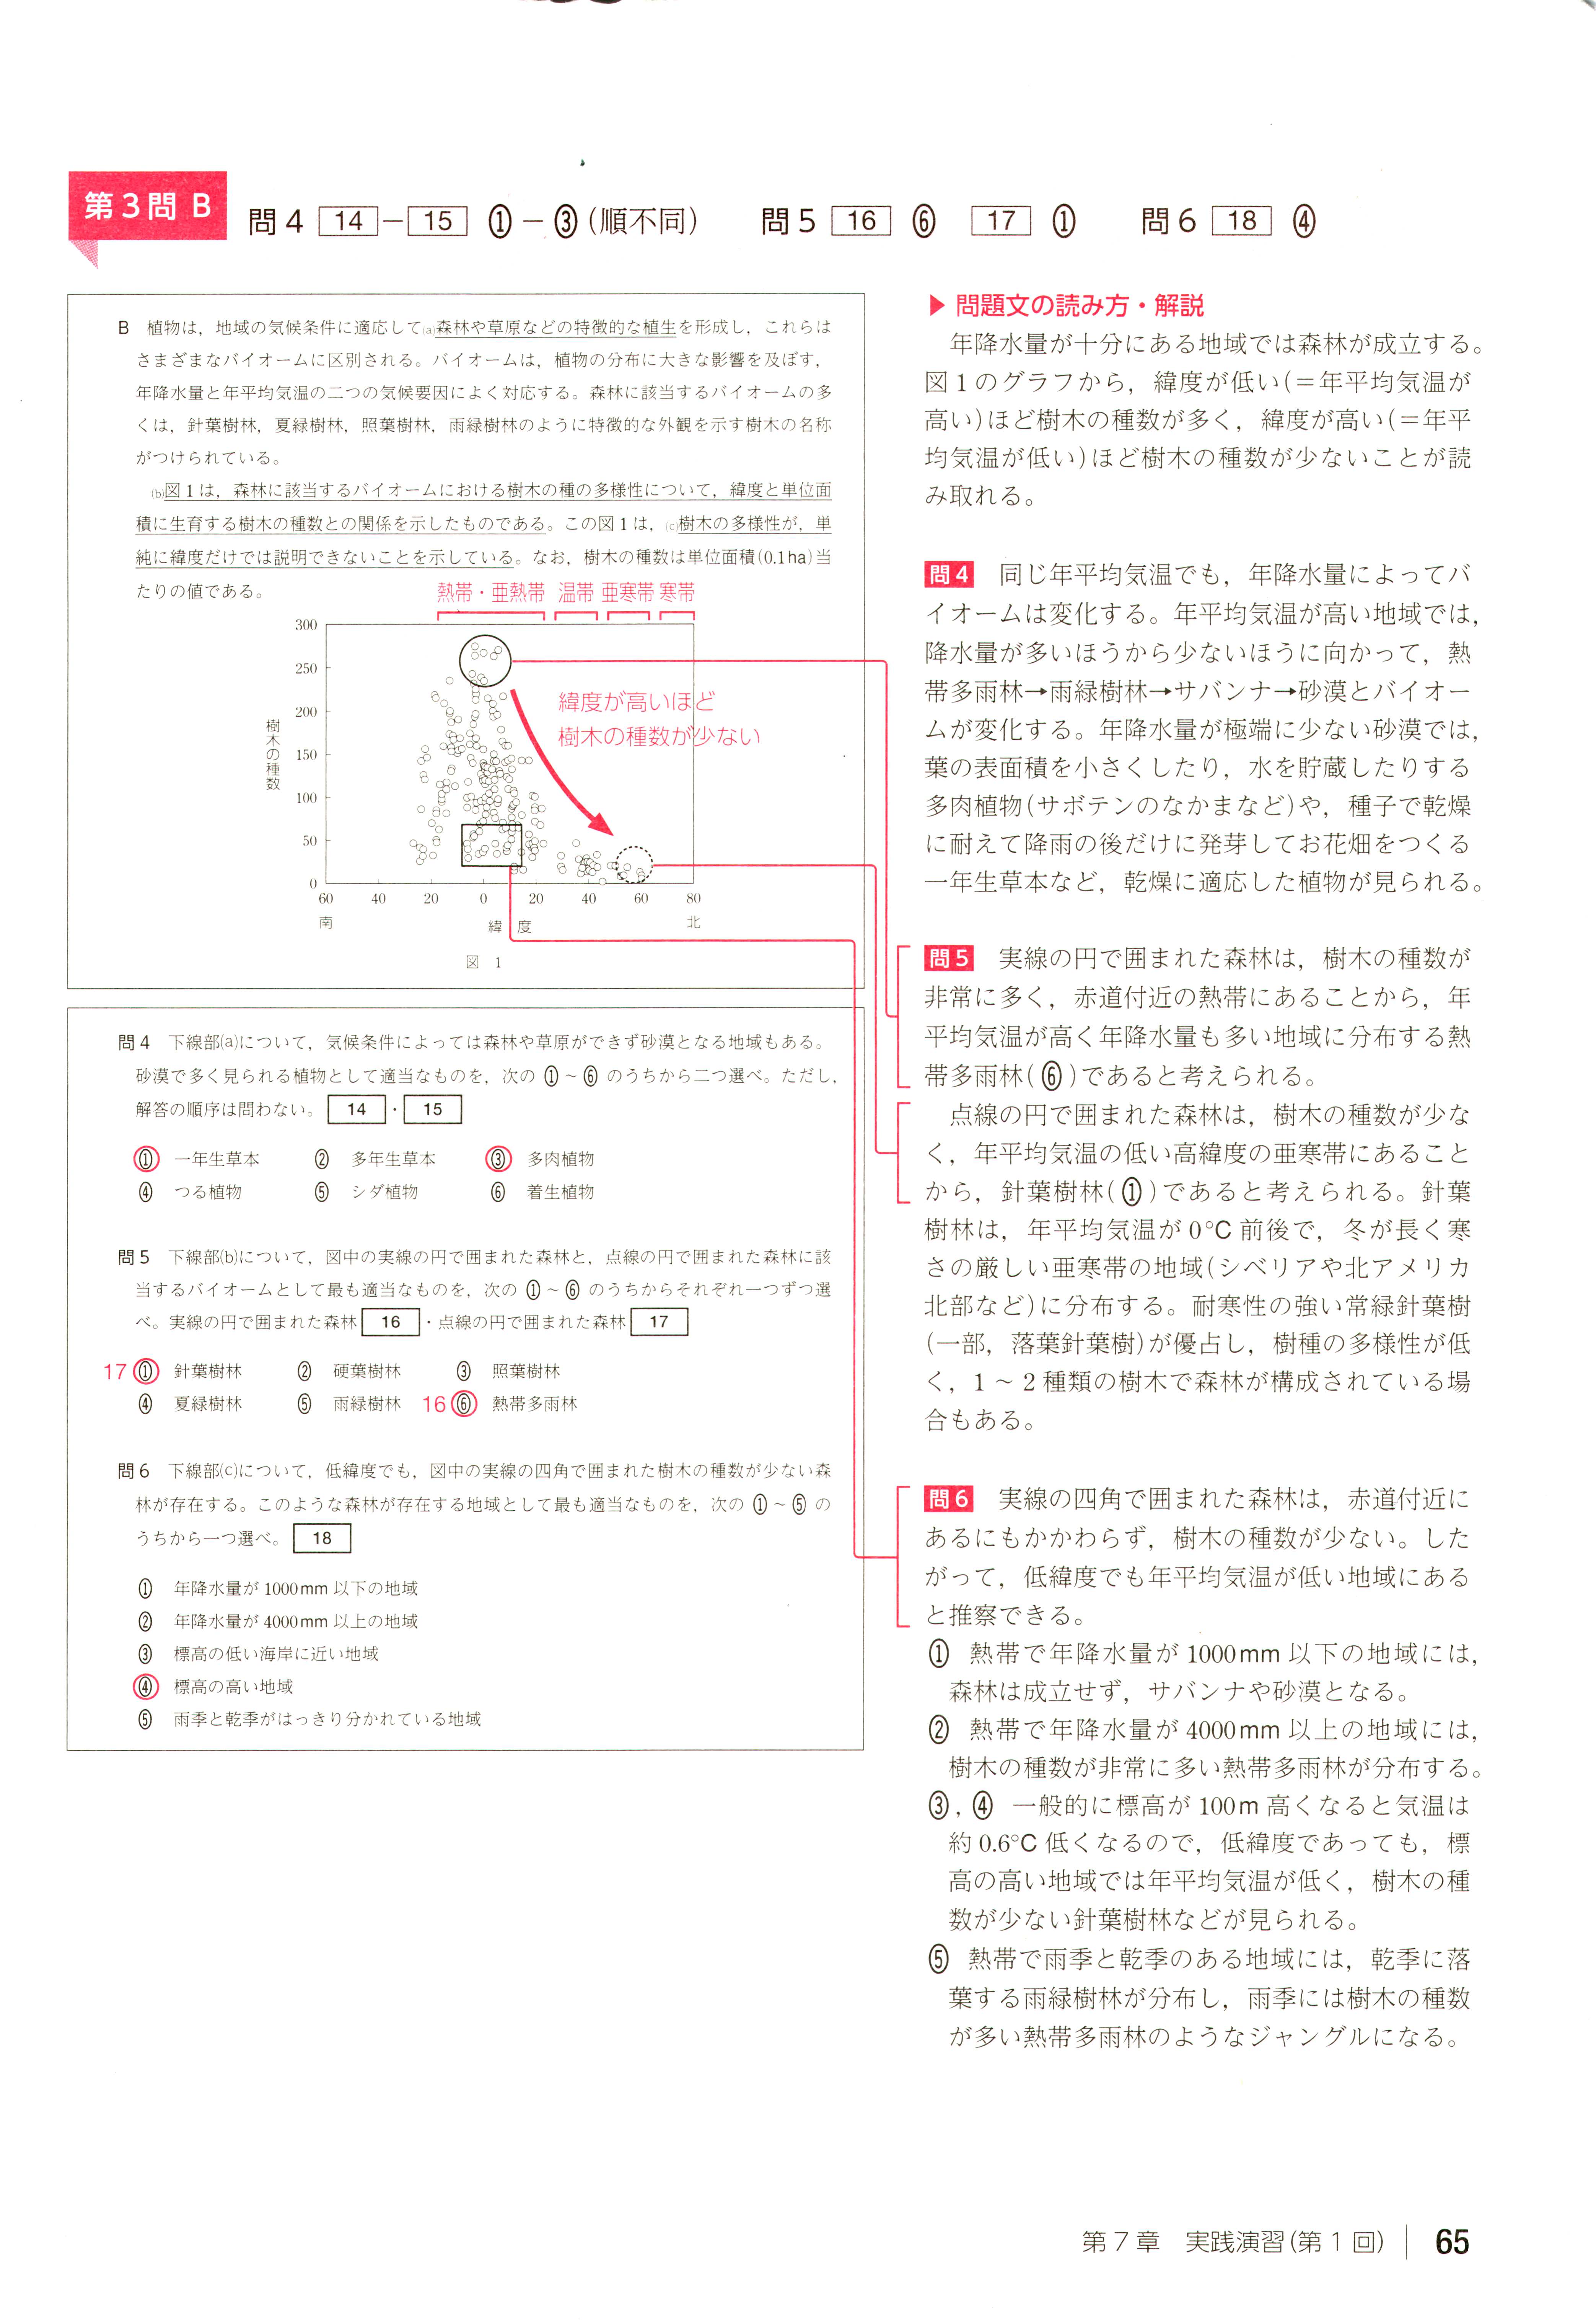 第3問 B
問4 14－15 ①－③(順不同)　問5 16 ⑥　17 ①　問6 18 ④
B　植物は，地域の気候条件に適応して(a)森林や草原などの特徴的な植生を形成し，これらは
さまざまなバイオームに区別される。バイオームは，植物の分布に大きな影響を及ぼす，
年降水量と年平均気温の二つの気候要因によく対応する。森林に該当するバイオームの多
くは，針葉樹林，夏緑樹林，照葉樹林，雨緑樹林のように特徴的な外観を示す樹木の名称
がつけられている。
(b)図1は，森林に該当するバイオームにおける樹木の種の多様性について，緯度と単位面
積に生育する樹木の種数との関係を示したものである。この図1は，(c)樹木の多様性が，単
純に緯度だけでは説明できないことを示している。なお，樹木の種数は単位面積(0.1ha)当
たりの値である。
熱帯・亜熱帯　温帯　亜寒帯　寒帯
300
250
200
150
100
50
0
樹木の種数
緯度が高いほど
樹木の種数が少ない
60　40　20　0　20　40　60　80
南　緯　度　北
図　1
問4　下線部(a)について，気候条件によっては森林や草原ができず砂漠となる地域もある。
砂漠で多く見られる植物として適当なものを，次の①～⑥のうちから二つ選べ。ただし，
解答の順序は問わない。 14 ・ 15
①　一年生草本　②　多年生草本　③　多肉植物
④　つる植物　⑤　シダ植物　⑥　着生植物
問5　下線部(b)について，図中の実線の円で囲まれた森林と，点線の円で囲まれた森林に該
当するバイオームとして最も適当なものを，次の①～⑥のうちからそれぞれ一つずつ選
べ。実線の円で囲まれた森林 16 ・点線の円で囲まれた森林 17
17 ①　針葉樹林　②　硬葉樹林　③　照葉樹林
④　夏緑樹林　⑤　雨緑樹林　16 ⑥　熱帯多雨林
問6　下線部(c)について，低緯度でも，図中の実線の四角で囲まれた樹木の種数が少ない森
林が存在する。このような森林が存在する地域として最も適当なものを，次の①～⑤の
うちから一つ選べ。 18
①　年降水量が1000mm以下の地域
②　年降水量が4000mm以上の地域
③　標高の低い海岸に近い地域
④　標高の高い地域
⑤　雨季と乾季がはっきり分かれている地域
▶問題文の読み方・解説
年降水量が十分にある地域では森林が成立する。
図1のグラフから，緯度が低い(＝年平均気温が
高い)ほど樹木の種数が多く，緯度が高い(＝年平
均気温が低い)ほど樹木の種数が少ないことが読
み取れる。
問4　同じ年平均気温でも，年降水量によってバ
イオームは変化する。年平均気温が高い地域では，
降水量が多いほうから少ないほうに向かって，熱
帯多雨林→雨緑樹林→サバンナ→砂漠とバイオー
ムが変化する。年降水量が極端に少ない砂漠では，
葉の表面積を小さくしたり，水を貯蔵したりする
多肉植物(サボテンのなかまなど)や，種子で乾燥
に耐えて降雨の後だけに発芽してお花畑をつくる
一年生草本など，乾燥に適応した植物が見られる。
問5　実線の円で囲まれた森林は，樹木の種数が
非常に多く，赤道付近の熱帯にあることから，年
平均気温が高く年降水量も多い地域に分布する熱
帯多雨林(⑥)であると考えられる。
点線の円で囲まれた森林は，樹木の種数が少な
く，年平均気温の低い高緯度の亜寒帯にあること
から，針葉樹林(①)であると考えられる。針葉
樹林は，年平均気温が0℃前後で，冬が長く寒
さの厳しい亜寒帯の地域(シベリアや北アメリカ
北部など)に分布する。耐寒性の強い常緑針葉樹
(一部，落葉針葉樹)が優占し，樹種の多様性が低
く，1～2種類の樹木で森林が構成されている場
合もある。
問6　実線の四角で囲まれた森林は，赤道付近に
あるにもかかわらず，樹木の種数が少ない。した
がって，低緯度でも年平均気温が低い地域にある
と推察できる。
①　熱帯で年降水量が1000mm以下の地域には，
森林は成立せず，サバンナや砂漠となる。
②　熱帯で年降水量が4000mm以上の地域には，
樹木の種数が非常に多い熱帯多雨林が分布する。
③，④　一般的に標高が100m高くなると気温は
約0.6℃低くなるので，低緯度であっても，標
高の高い地域では年平均気温が低く，樹木の種
数が少ない針葉樹林などが見られる。
⑤　熱帯で雨季と乾季のある地域には，乾季に落
葉する雨緑樹林が分布し，雨季には樹木の種数
が多い熱帯多雨林のようなジャングルになる。
第7章　実践演習(第1回)　65